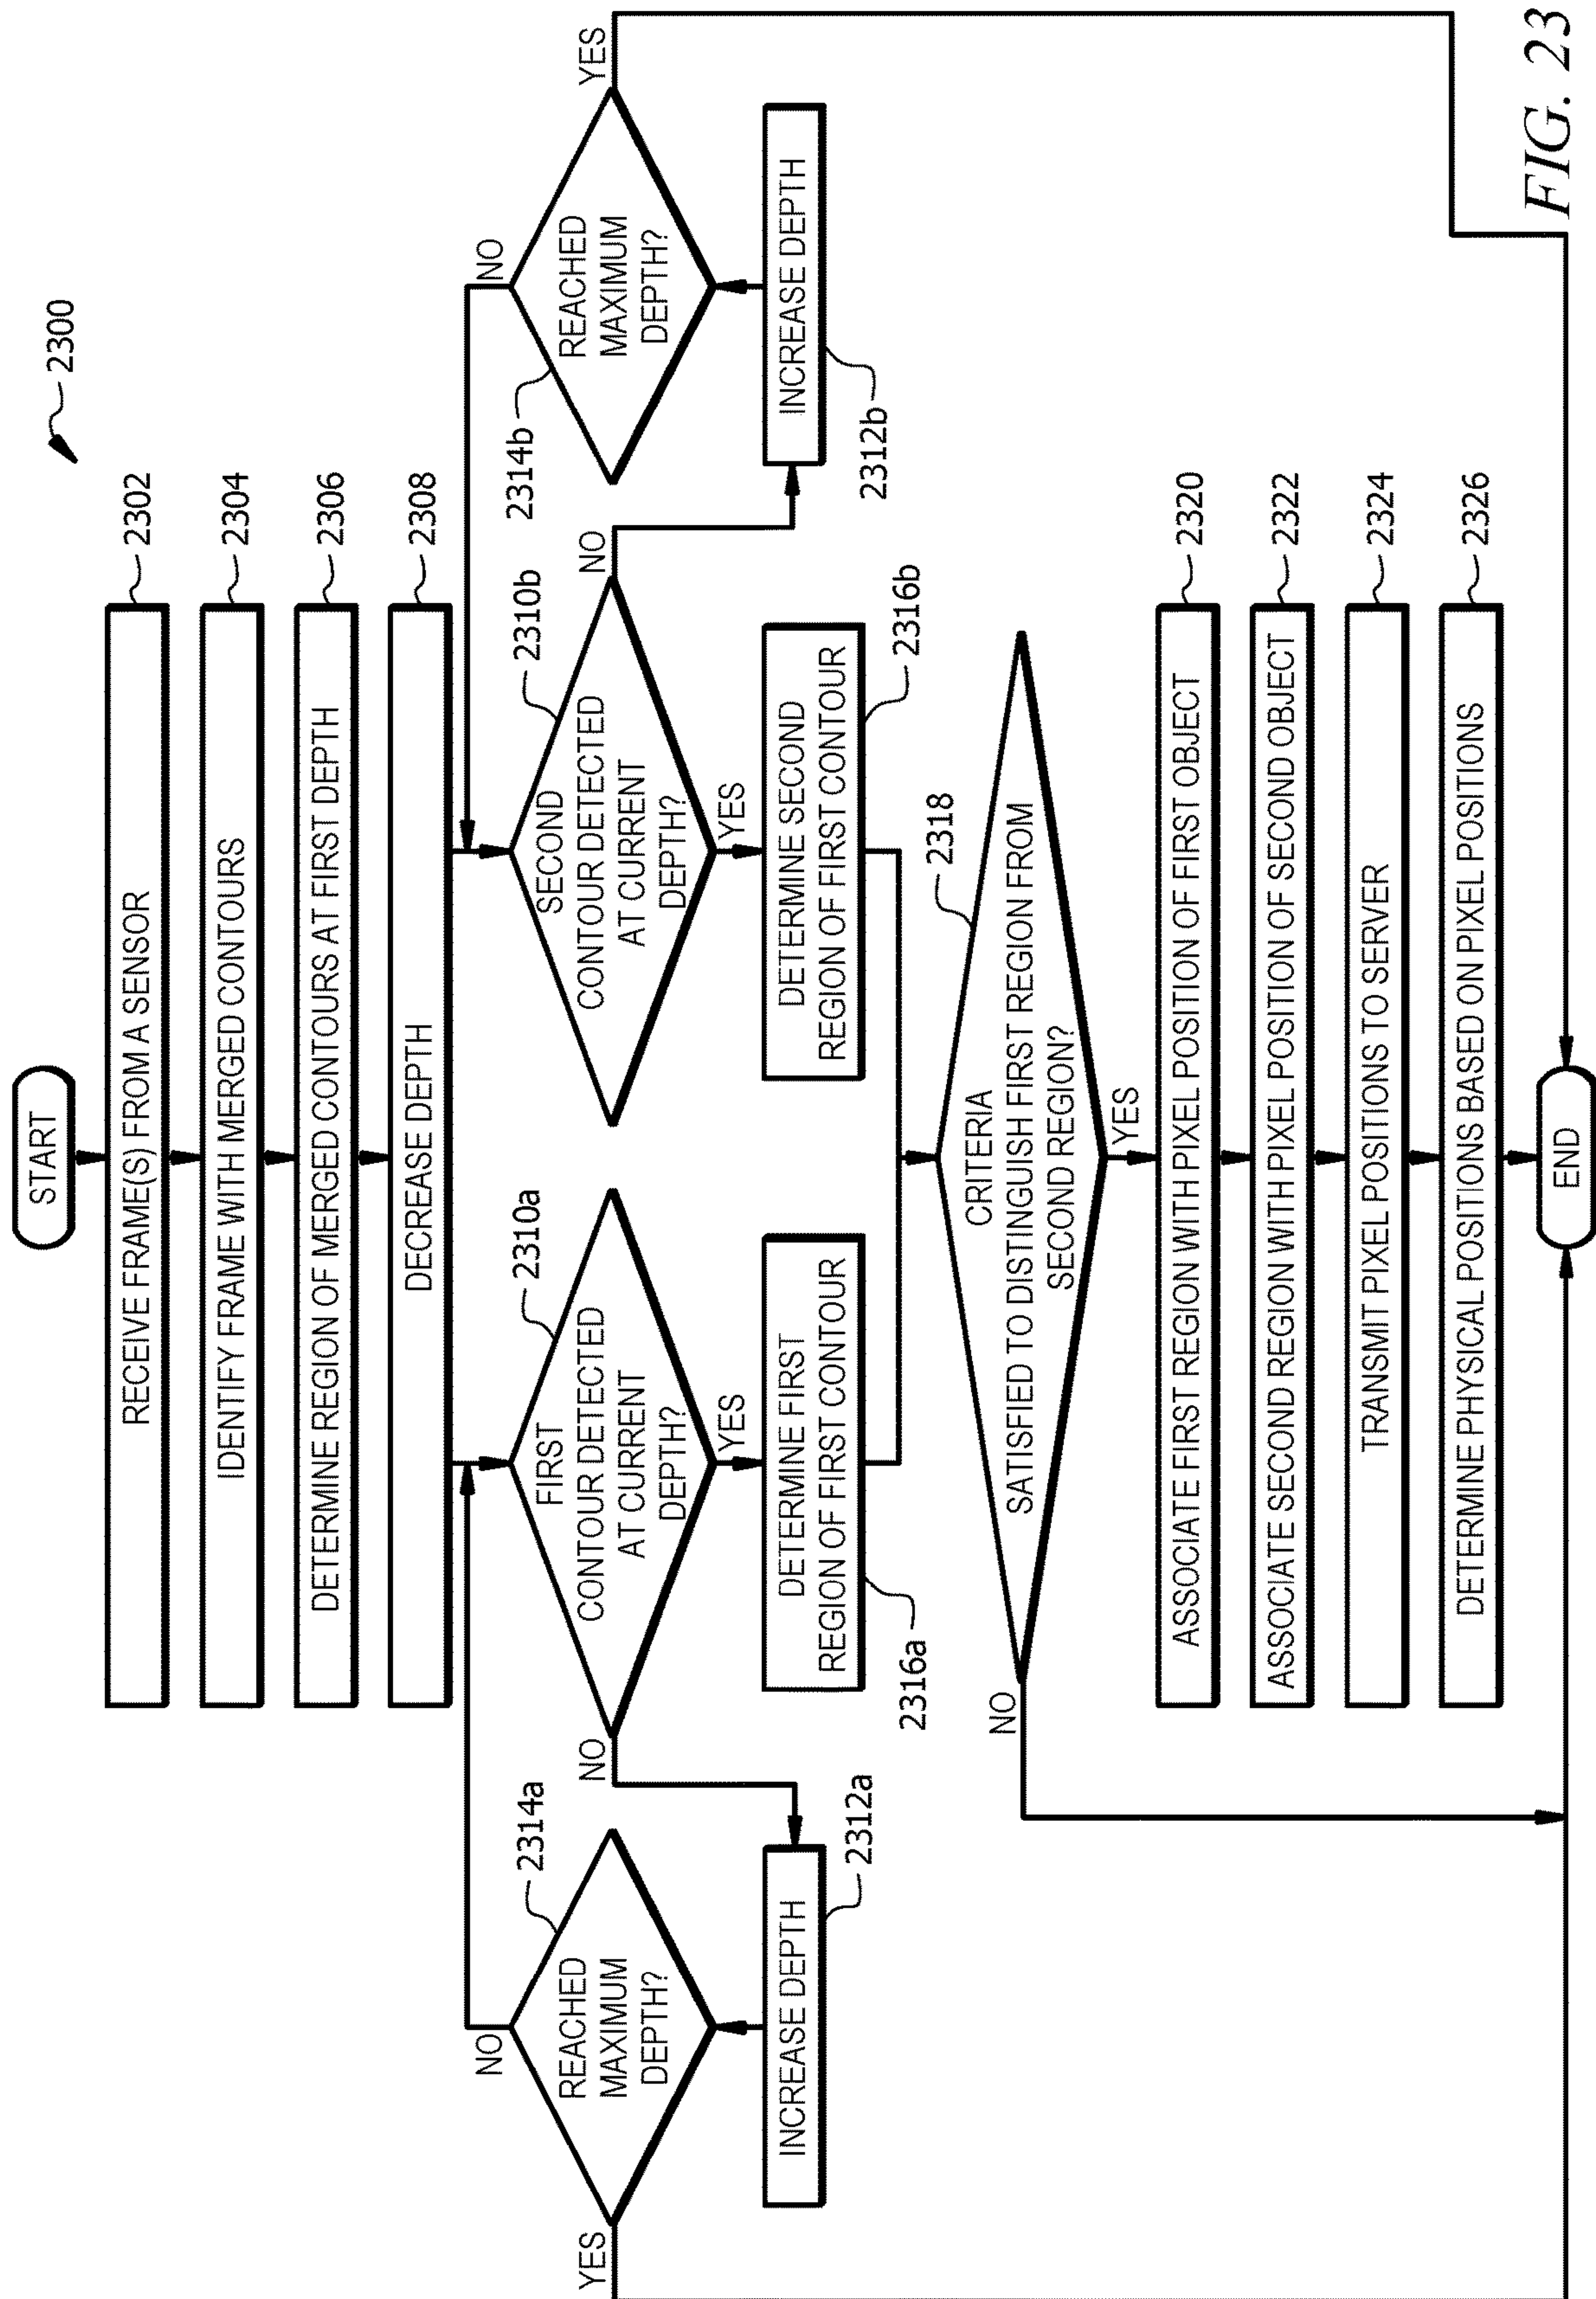 2300
START
RECEIVE FRAME(S) FROM A SENSOR
2302
IDENTIFY FRAME WITH MERGED CONTOURS
2304
DETERMINE REGION OF MERGED CONTOURS AT FIRST DEPTH
2306
DECREASE DEPTH
2308
NO
2314a
REACHED
MAXIMUM
DEPTH?
YES
INCREASE DEPTH
2312a
NO
2310a
FIRST
CONTOUR DETECTED
AT CURRENT
DEPTH?
YES
DETERMINE FIRST
REGION OF FIRST CONTOUR
2316a
2310b
SECOND
CONTOUR DETECTED
AT CURRENT
DEPTH?
NO
YES
DETERMINE SECOND
REGION OF FIRST CONTOUR
2316b
NO
2314b
REACHED
MAXIMUM
DEPTH?
YES
INCREASE DEPTH
2312b
2318
CRITERIA
SATISFIED TO DISTINGUISH FIRST REGION FROM
SECOND REGION?
NO
YES
ASSOCIATE FIRST REGION WITH PIXEL POSITION OF FIRST OBJECT
2320
ASSOCIATE SECOND REGION WITH PIXEL POSITION OF SECOND OBJECT
2322
TRANSMIT PIXEL POSITIONS TO SERVER
2324
DETERMINE PHYSICAL POSITIONS BASED ON PIXEL POSITIONS
2326
END
FIG. 23